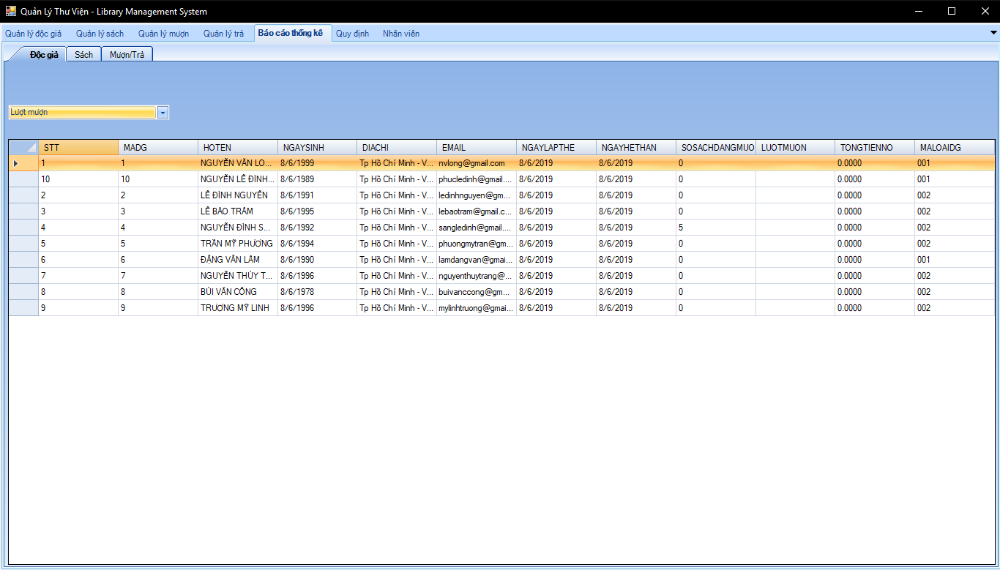 Quản Lý Thư Viện - Library Management System
Quản lý độc giả Quản lý sách Quản lý mượn Quản lý trả Báo cáo thống kê Quy định Nhân viên
Độc giả Sách Mượn/Trả
Lượt mượn
STT MADG HOTEN NGAYSINH DIACHI EMAIL NGAYLAPTHE NGAYHETHAN SOSACHDANGMUO LUOTMUON TONGTIENNO MALOAIDG
1 1 NGUYỄN VĂN LO... 8/6/1999 Tp Hồ Chí Minh - V... nvlong@gmail.com 8/6/2019 8/6/2019 0 0.0000 001
10 10 NGUYỄN LÊ ĐÌNH... 8/6/1989 Tp Hồ Chí Minh - V... phucledinh@gmail.... 8/6/2019 8/6/2019 0 0.0000 001
2 2 LÊ ĐÌNH NGUYÊN 8/6/1991 Tp Hồ Chí Minh - V... ledinhnguyen@gm... 8/6/2019 8/6/2019 0 0.0000 002
3 3 LÊ BẢO TRÂM 8/6/1995 Tp Hồ Chí Minh - V... lebaotram@gmail.c... 8/6/2019 8/6/2019 0 0.0000 002
4 4 NGUYỄN ĐÌNH S... 8/6/1992 Tp Hồ Chí Minh - V... sangledinh@gmail.... 8/6/2019 8/6/2019 5 0.0000 002
5 5 TRẦN MỸ PHƯƠNG 8/6/1994 Tp Hồ Chí Minh - V... phuongmytran@gm... 8/6/2019 8/6/2019 0 0.0000 002
6 6 ĐẶNG VĂN LÂM 8/6/1990 Tp Hồ Chí Minh - V... lamdangvan@gmai... 8/6/2019 8/6/2019 0 0.0000 001
7 7 NGUYỄN THÙY T... 8/6/1996 Tp Hồ Chí Minh - V... nguyenthuytrang@... 8/6/2019 8/6/2019 0 0.0000 002
8 8 BÙI VĂN CÔNG 8/6/1978 Tp Hồ Chí Minh - V... buivanccong@gm... 8/6/2019 8/6/2019 0 0.0000 002
9 9 TRƯƠNG MỸ LINH 8/6/1996 Tp Hồ Chí Minh - V... mylinhtruong@gmai... 8/6/2019 8/6/2019 0 0.0000 002